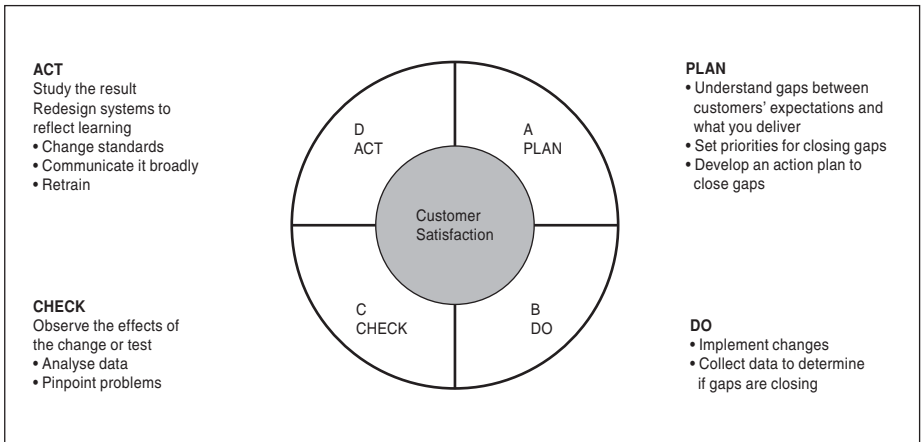 ACT
Study the result
Redesign systems to
reflect learning
• Change standards
• Communicate it broadly
• Retrain
D
ACT
A
PLAN
PLAN
• Understand gaps between
customers’ expectations and
what you deliver
• Set priorities for closing gaps
• Develop an action plan to
close gaps
Customer
Satisfaction
CHECK
Observe the effects of
the change or test
• Analyse data
• Pinpoint problems
C
CHECK
B
DO
DO
• Implement changes
• Collect data to determine
if gaps are closing